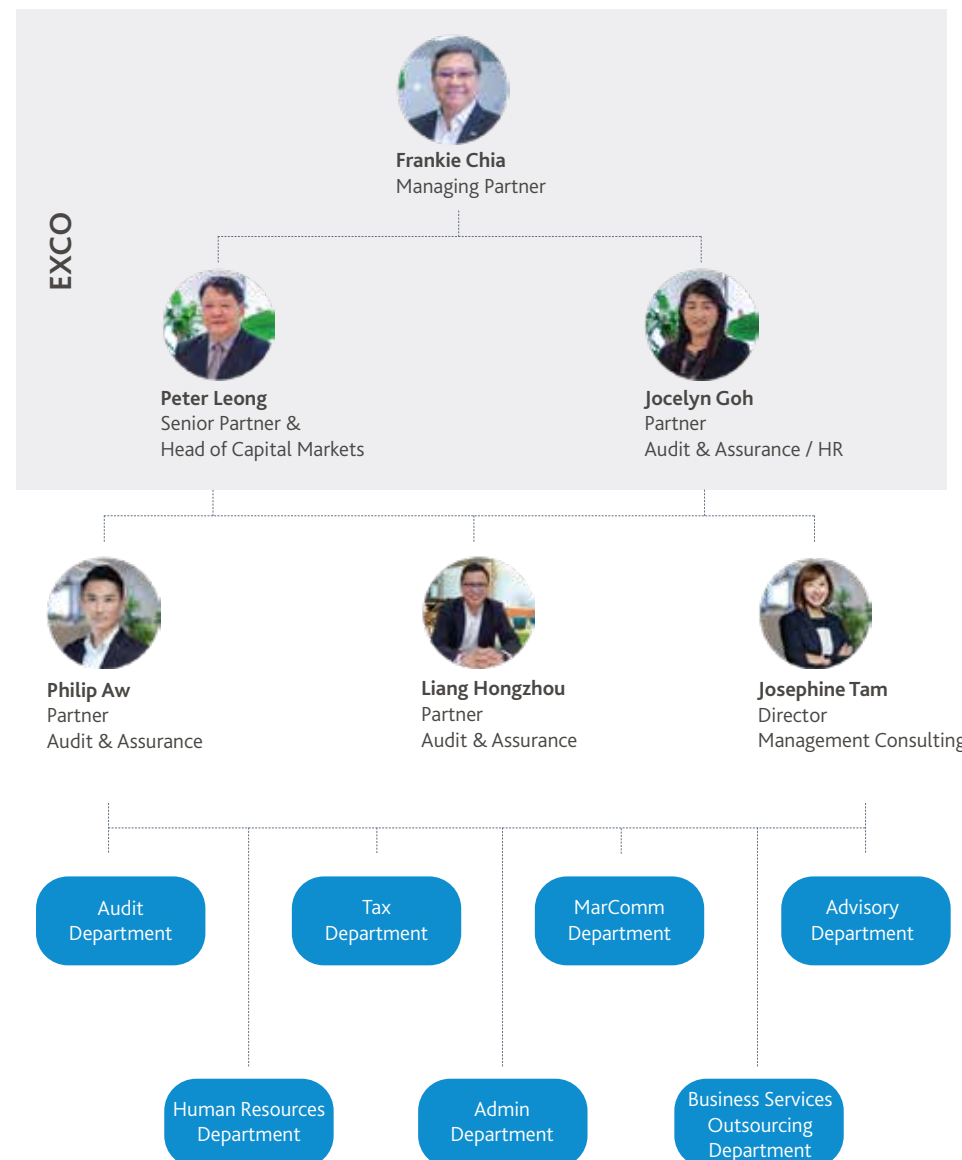 EXCO
Frankie Chia
Managing Partner
Peter Leong
Senior Partner &
Head of Capital Markets
Jocelyn Goh
Partner
Audit & Assurance / HR
Philip Aw
Partner
Audit & Assurance
Liang Hongzhou
Partner
Audit & Assurance
Josephine Tam
Director
Management Consulting
Audit
Department
Tax
Department
MarComm
Department
Advisory
Department
Human Resources
Department
Admin
Department
Business Services
Outsourcing
Department